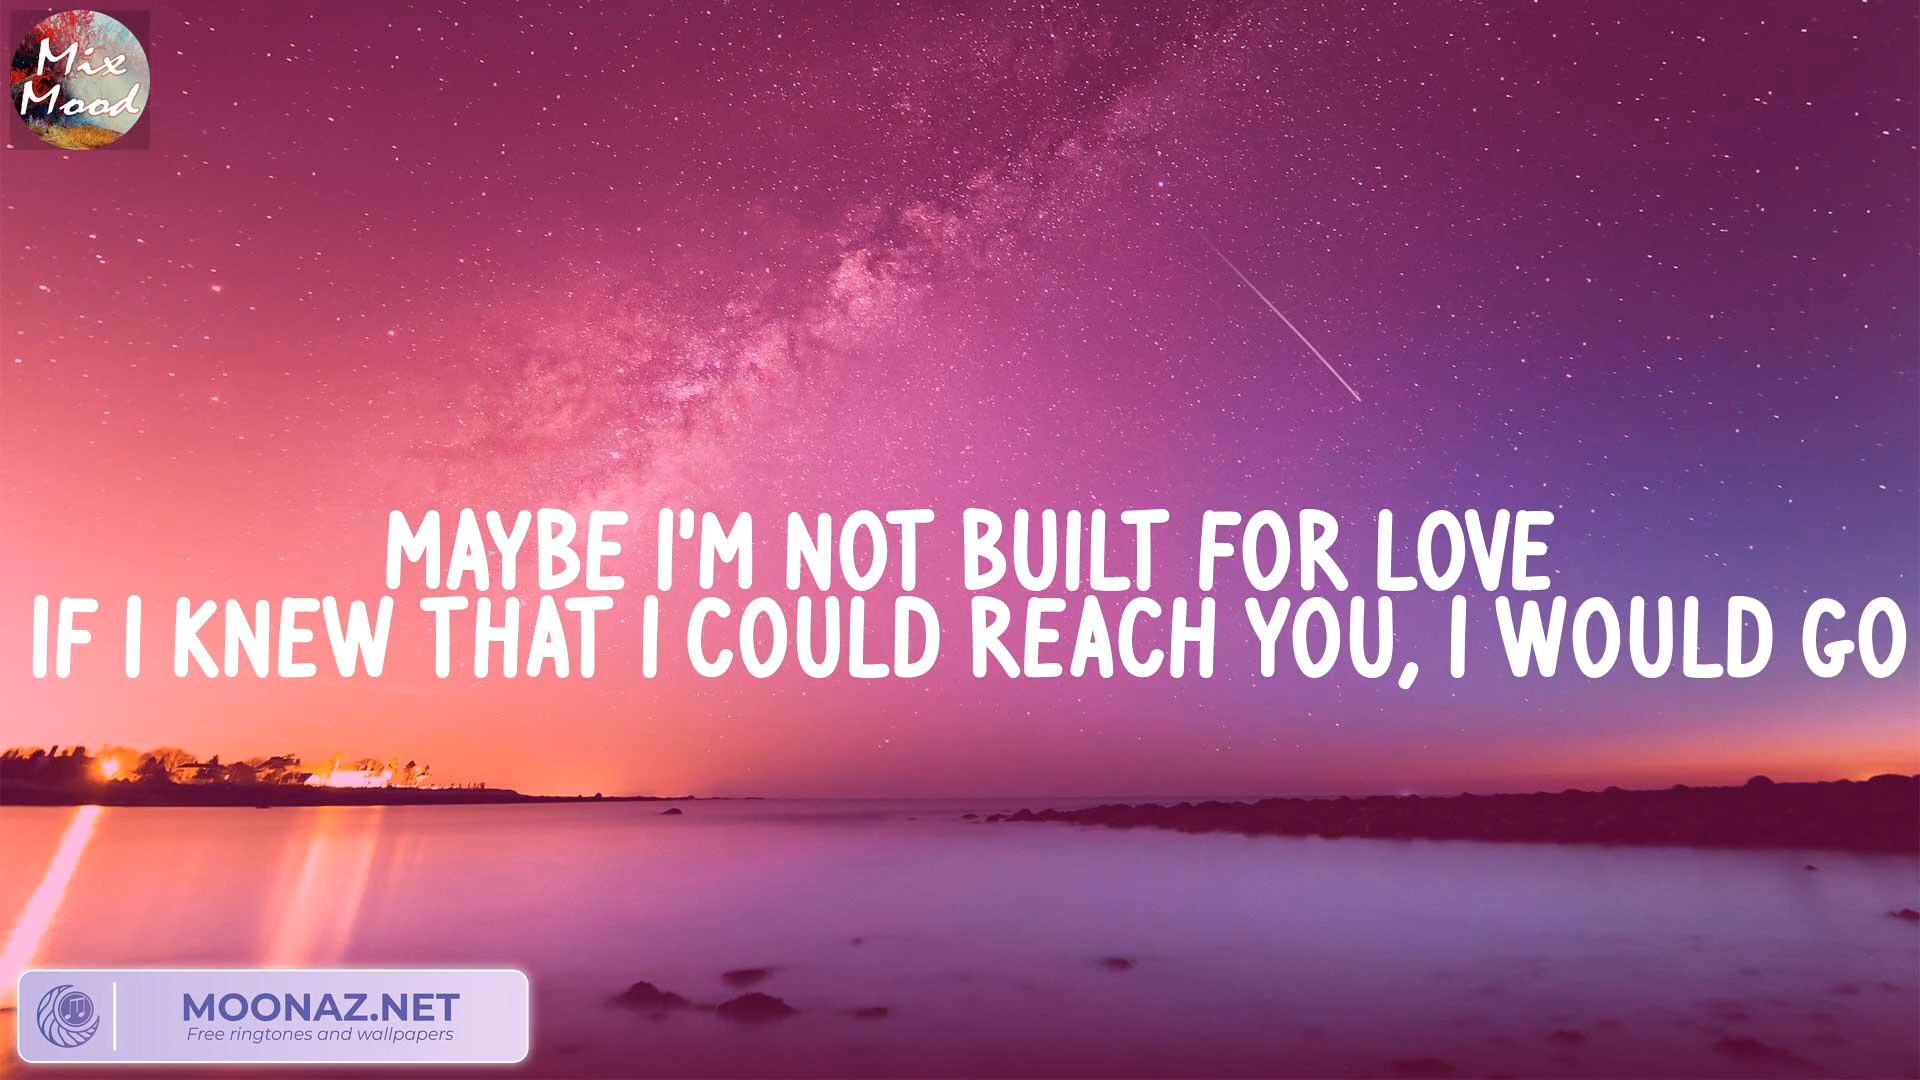 Mix
Mood
MAYBE I'M NOT BUILT FOR LOVE
IF I KNEW THAT I COULD REACH YOU, I WOULD GO
MOONAZ.NET
Free ringtones and wallpapers